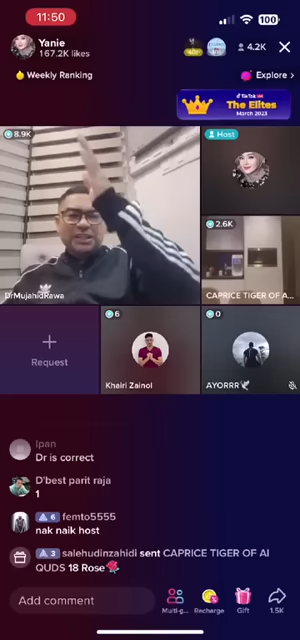 11:50
100
Yanie
167.2K likes
4.2K
Weekly Ranking
Explore >
TikTok LIVE
The Elites
March 2023
8.9K
Host
DrMujahidRawa
2.6K
CAPRICE TIGER OF A...
+
Request
6
Khairi Zainol
0
AYORRR
Ipan
Dr is correct
D'best parit raja
1
6 femto5555
nak naik host
3 salehudinzahidi sent CAPRICE TIGER OF Al
QUDS 18 Rose
Add comment
Multi-g...
Recharge
Gift
1.5K